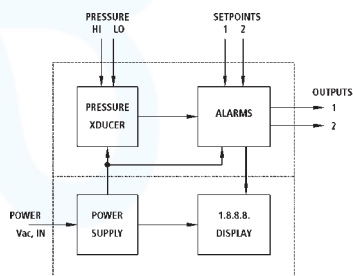 PRESSURE
HI LO
SETPOINTS
1 2
PRESSURE
XDUCER
ALARMS
OUTPUTS
1
2
POWER
Vac, IN
POWER
SUPPLY
1.8.8.8.
DISPLAY